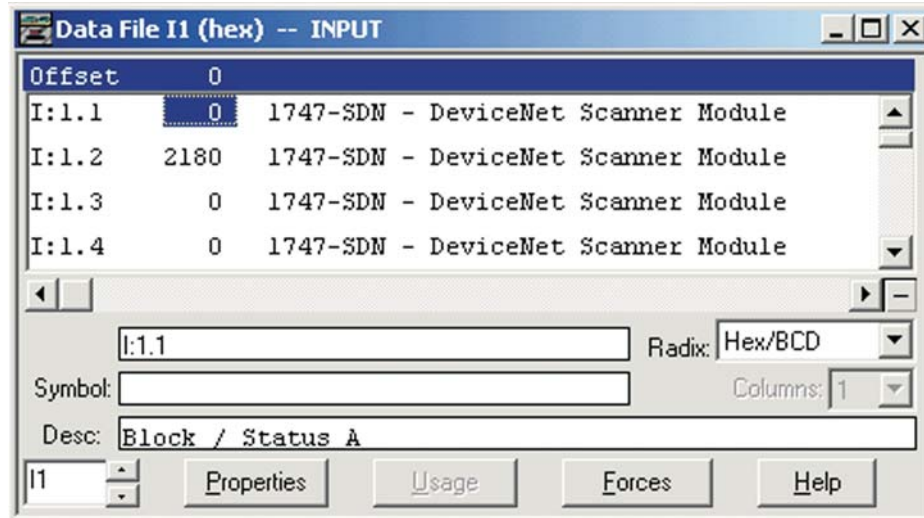 Data File I1 (hex) -- INPUT
Offset 0
I:1.1 0 1747-SDN - DeviceNet Scanner Module
I:1.2 2180 1747-SDN - DeviceNet Scanner Module
I:1.3 0 1747-SDN - DeviceNet Scanner Module
I:1.4 0 1747-SDN - DeviceNet Scanner Module
I:1.1 Radix: Hex/BCD
Symbol: Columns: 1
Desc: Block / Status A
I1 Properties Usage Forces Help